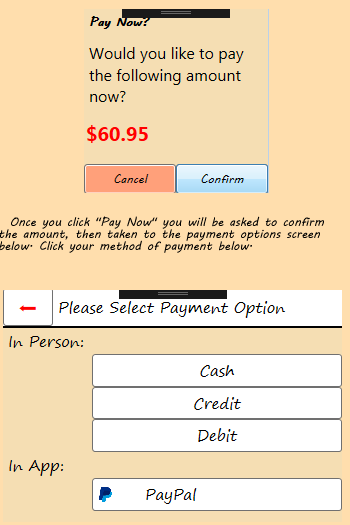 Pay Now?
Would you like to pay
the following amount
now?
$60.95
Cancel Confirm
Once you click "Pay Now" you will be asked to confirm
the amount, then taken to the payment options screen
below. Click your method of payment below.
Please Select Payment Option
In Person:
Cash
Credit
Debit
In App:
PayPal